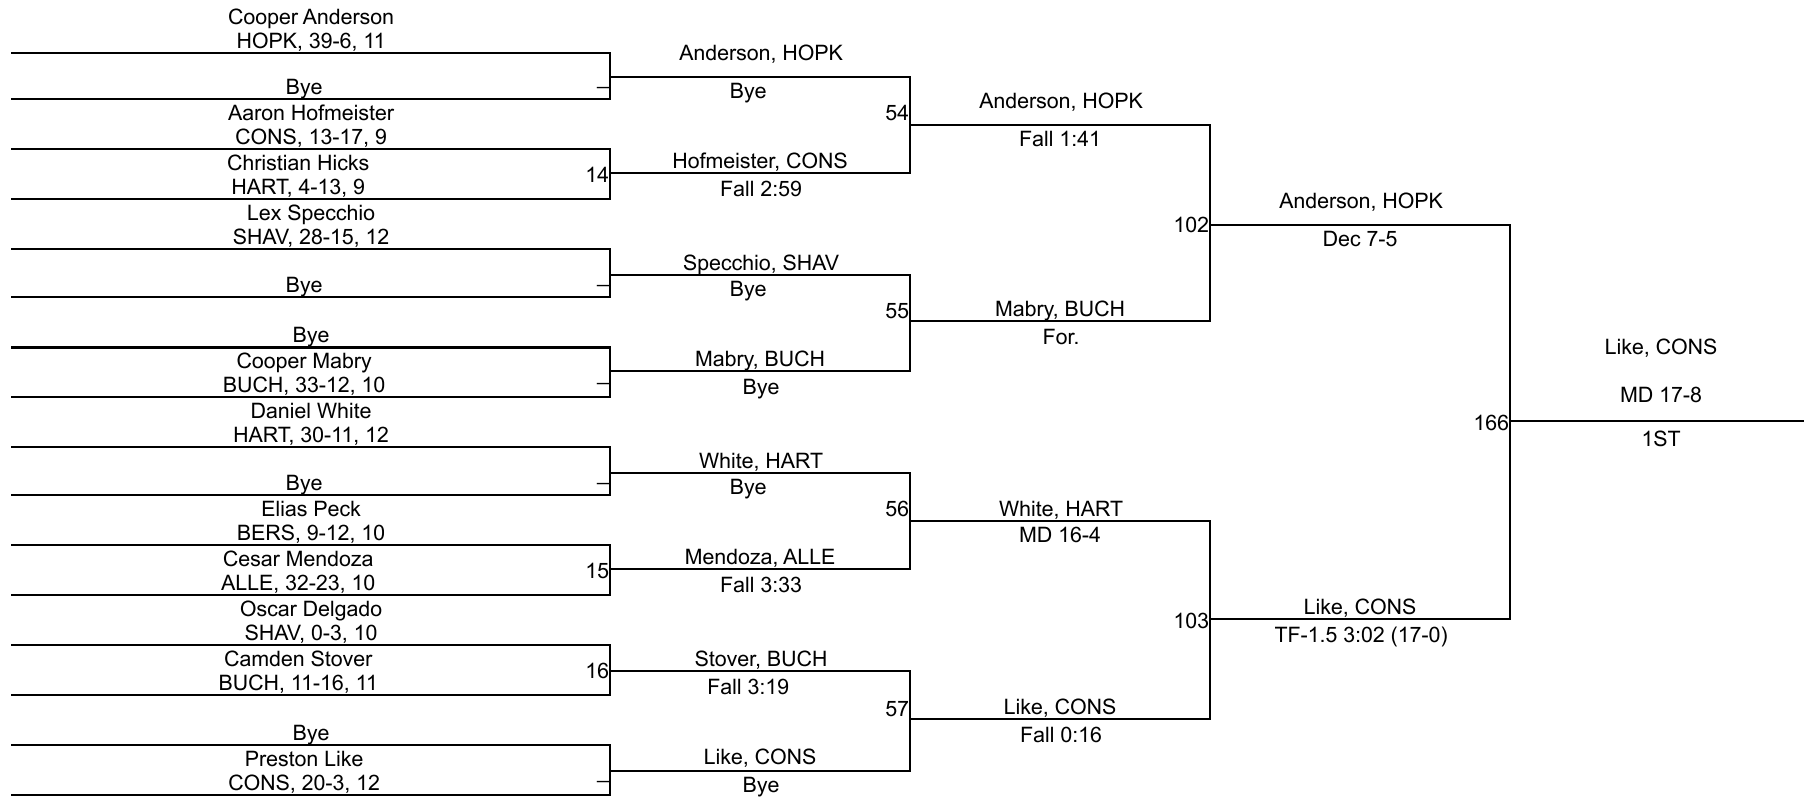 Cooper Anderson
HOPK, 39-6, 11
Bye
Aaron Hofmeister
CONS, 13-17, 9
Christian Hicks
HART, 4-13, 9
Lex Specchio
SHAV, 28-15, 12
Bye
Bye
Cooper Mabry
BUCH, 33-12, 10
Daniel White
HART, 30-11, 12
Bye
Elias Peck
BERS, 9-12, 10
Cesar Mendoza
ALLE, 32-23, 10
Oscar Delgado
SHAV, 0-3, 10
Camden Stover
BUCH, 11-16, 11
Bye
Preston Like
CONS, 20-3, 12
–
14
–
–
–
15
16
–
Anderson, HOPK
Bye
Hofmeister, CONS
Fall 2:59
Specchio, SHAV
Bye
Mabry, BUCH
Bye
White, HART
Bye
Mendoza, ALLE
Fall 3:33
Stover, BUCH
Fall 3:19
Like, CONS
Bye
54
55
56
57
Anderson, HOPK
Fall 1:41
Mabry, BUCH
For.
White, HART
MD 16-4
Like, CONS
Fall 0:16
102
103
Anderson, HOPK
Dec 7-5
Like, CONS
TF-1.5 3:02 (17-0)
166
Like, CONS
MD 17-8
1ST